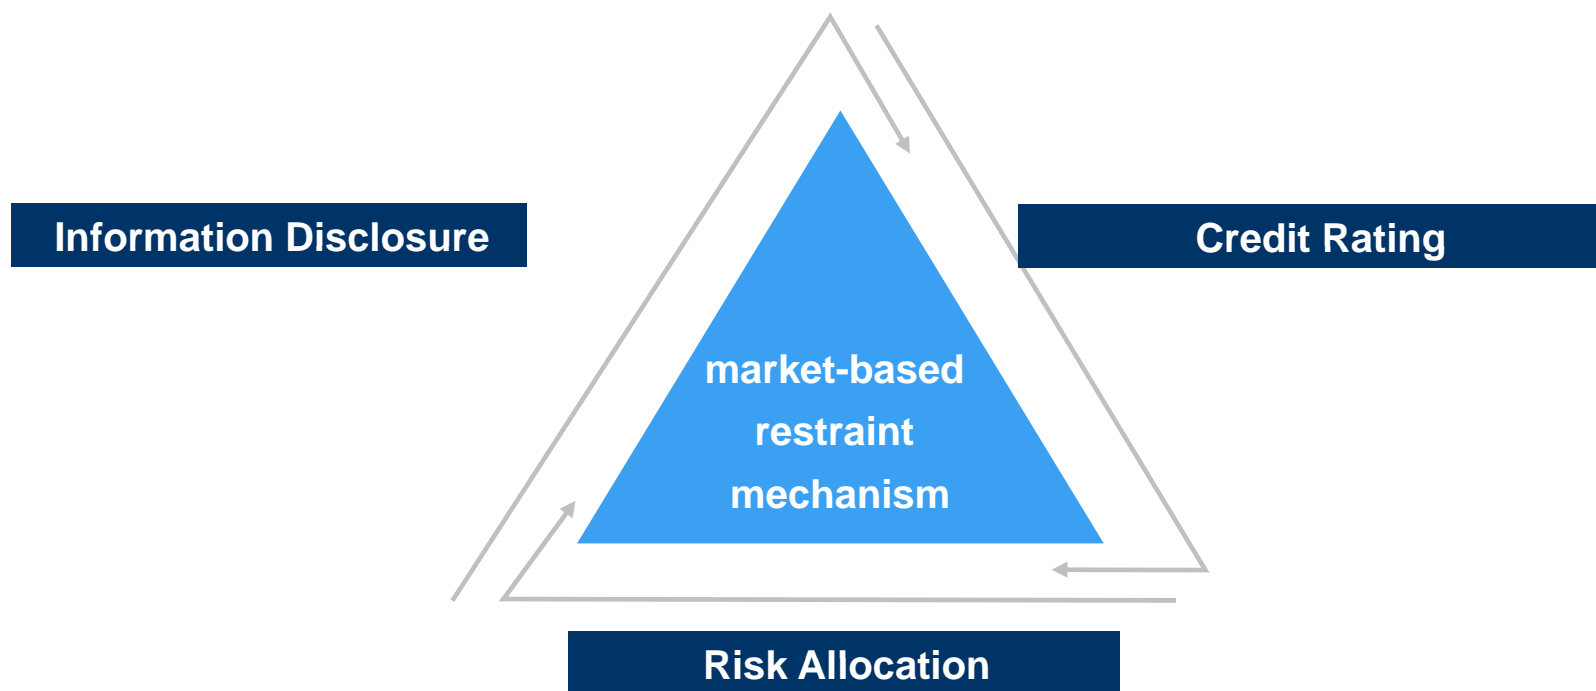 Information Disclosure
Credit Rating
market-based
restraint
mechanism
Risk Allocation